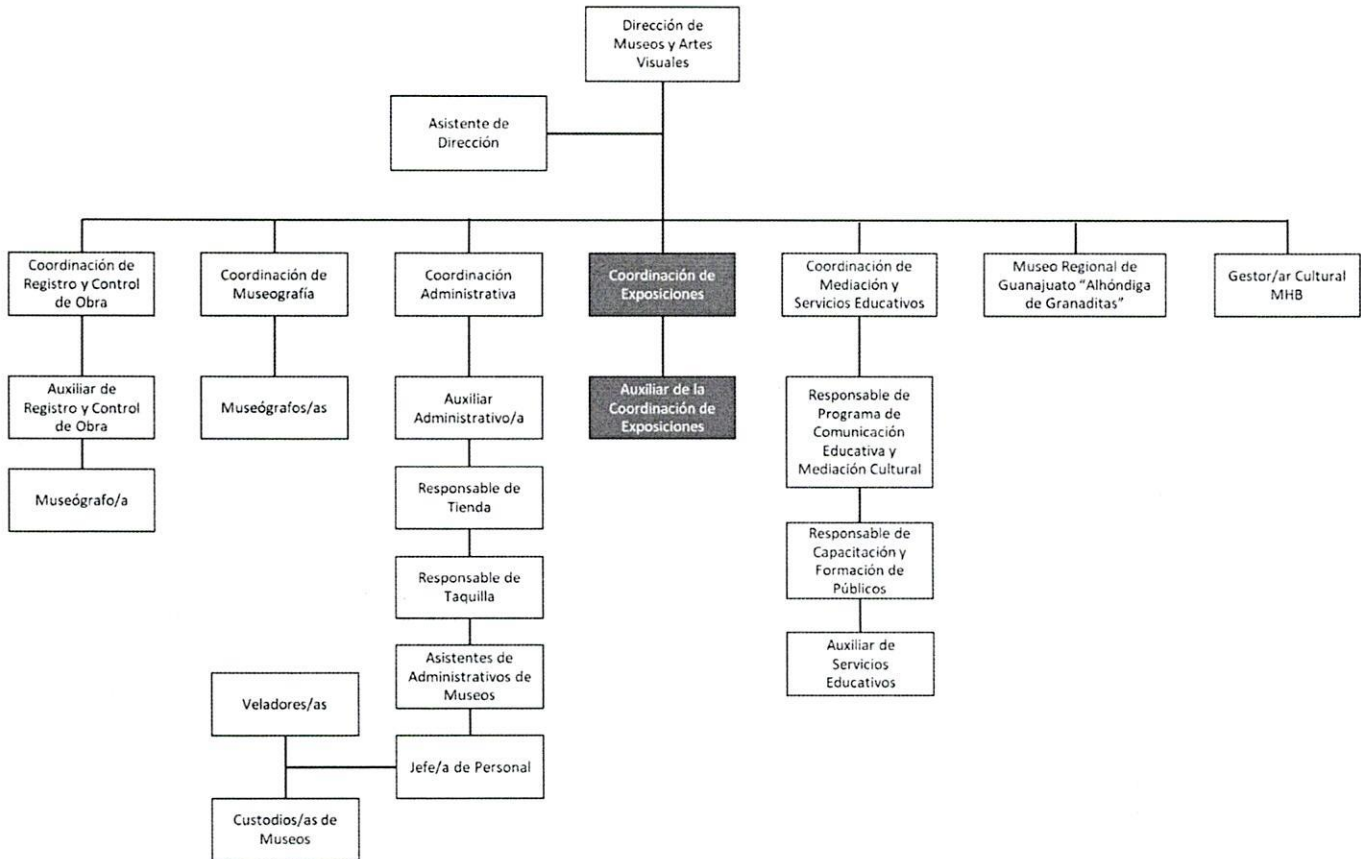 Dirección de
Museos y Artes
Visuales
Asistente de
Dirección
Coordinación de
Registro y Control
de Obra
Coordinación de
Museografía
Coordinación
Administrativa
Coordinación de
Exposiciones
Coordinación de
Mediación y
Servicios Educativos
Museo Regional de
Guanajuato "Alhóndiga
de Granaditas"
Gestor/ar Cultural
MHB
Auxiliar de
Registro y Control
de Obra
Museógrafos/as
Auxiliar
Administrativo/a
Auxiliar de la
Coordinación de
Exposiciones
Responsable de
Programa de
Comunicación
Educativa y
Mediación Cultural
Museógrafo/a
Responsable de
Tienda
Responsable de
Capacitación y
Formación de
Públicos
Responsable de
Taquilla
Auxiliar de
Servicios
Educativos
Asistentes de
Administrativos de
Museos
Veladores/as
Jefe/a de Personal
Custodios/as de
Museos